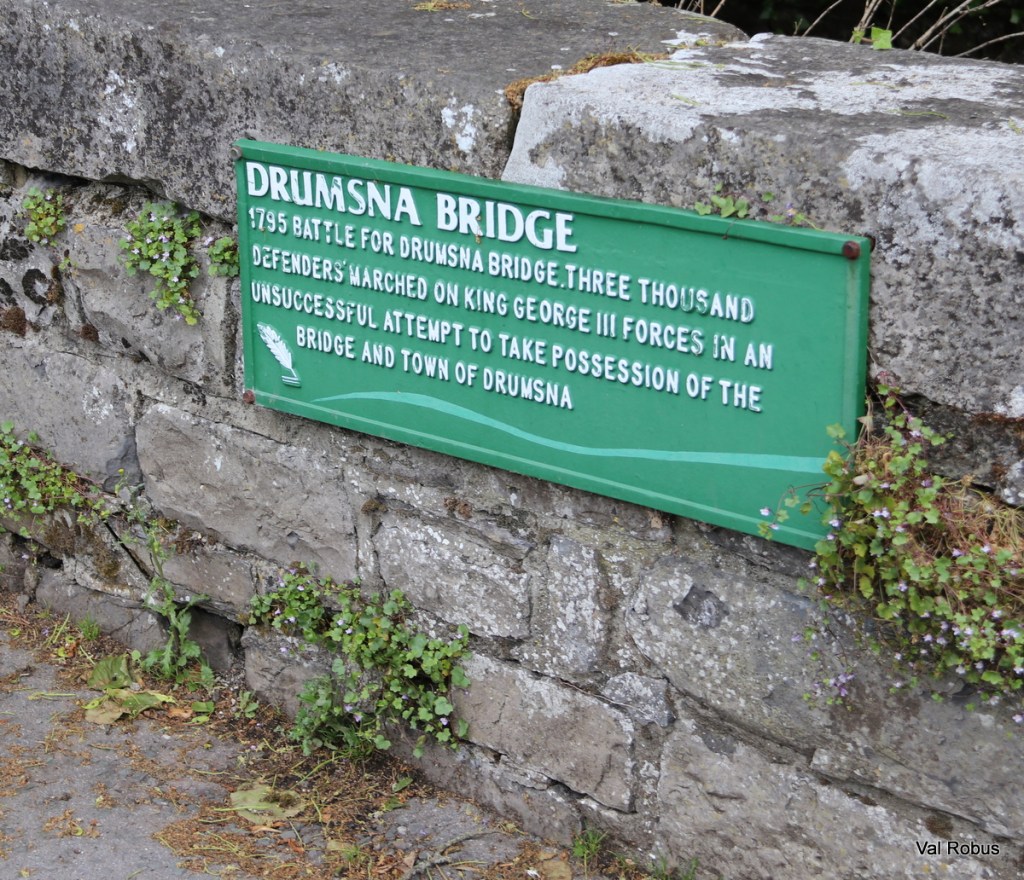 DRUMSNA BRIDGE
1795 BATTLE FOR DRUMSNA BRIDGE. THREE THOUSAND
DEFENDERS' MARCHED ON KING GEORGE III FORCES IN AN
UNSUCCESSFUL ATTEMPT TO TAKE POSSESSION OF THE
BRIDGE AND TOWN OF DRUMSNA
Val Robus